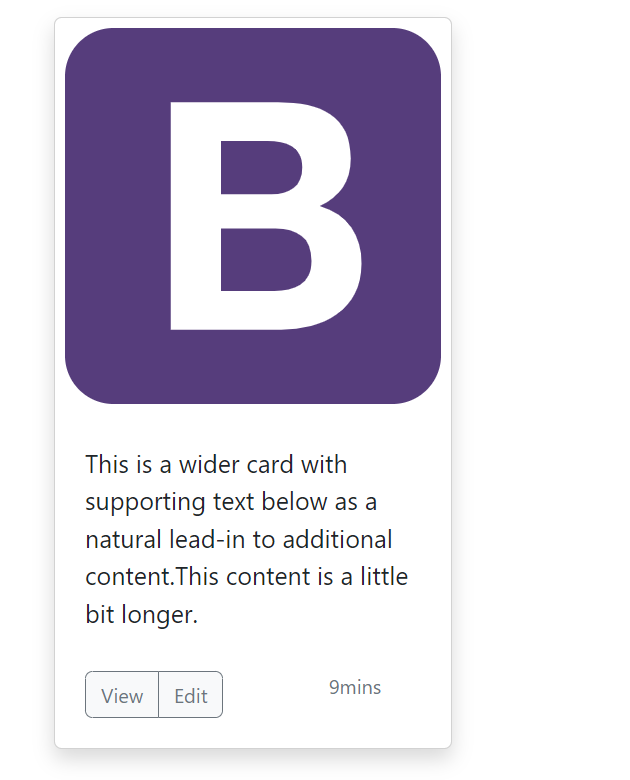 B
This is a wider card with
supporting text below as a
natural lead-in to additional
content.This content is a little
bit longer.
View Edit 9mins